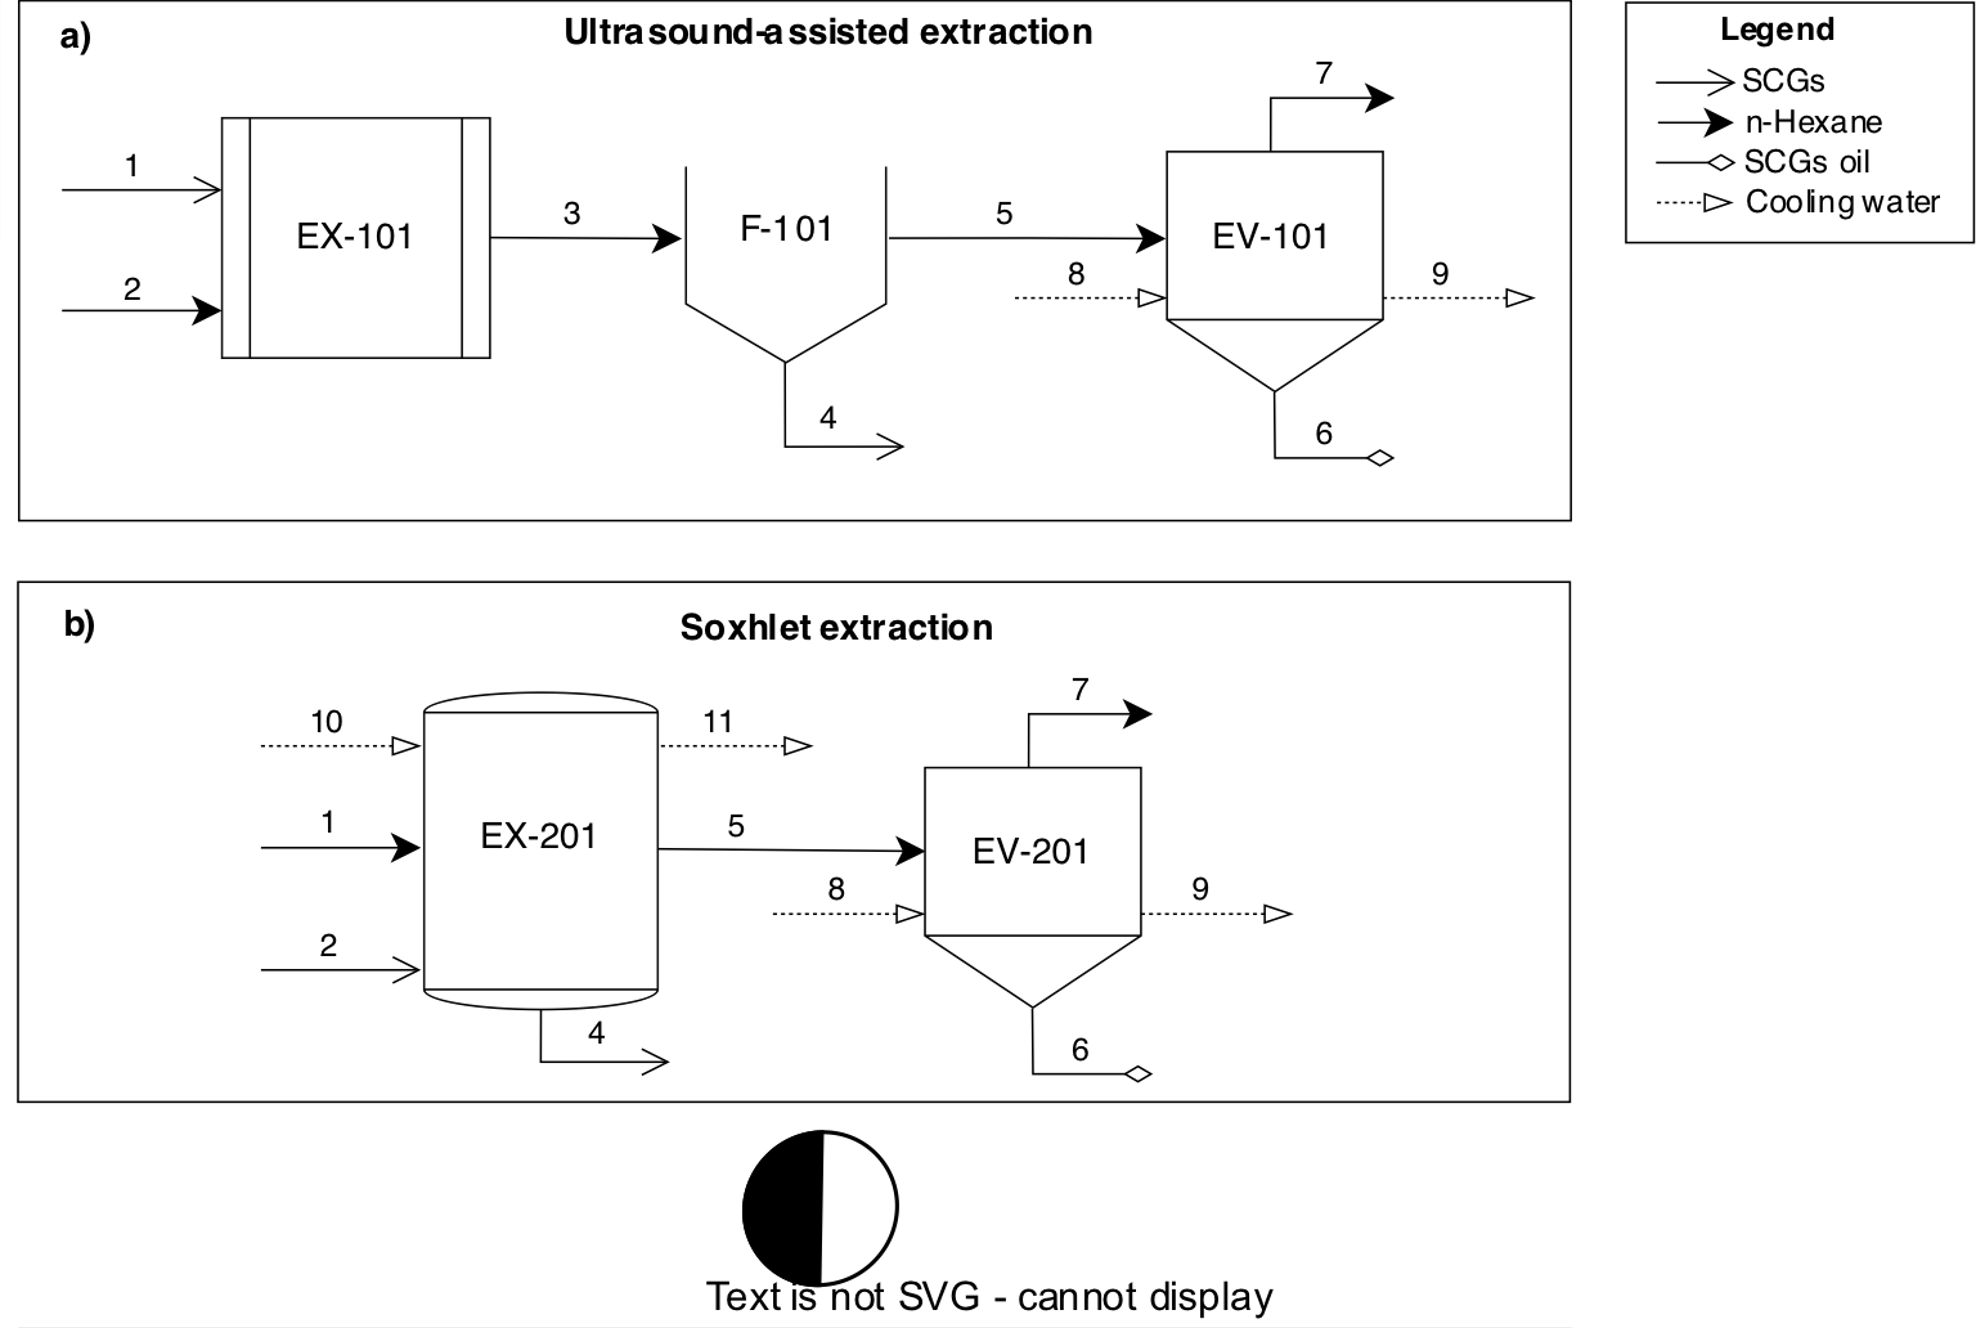 a)
Ultrasound-assisted extraction
7
1
EX-101
3
F-101
5
EV-101
2
8
9
4
6
Legend
SCGs
n-Hexane
SCGs oil
Cooling water
b)
Soxhlet extraction
7
10
11
1
EX-201
5
EV-201
8
9
2
4
6
Text is not SVG - cannot display